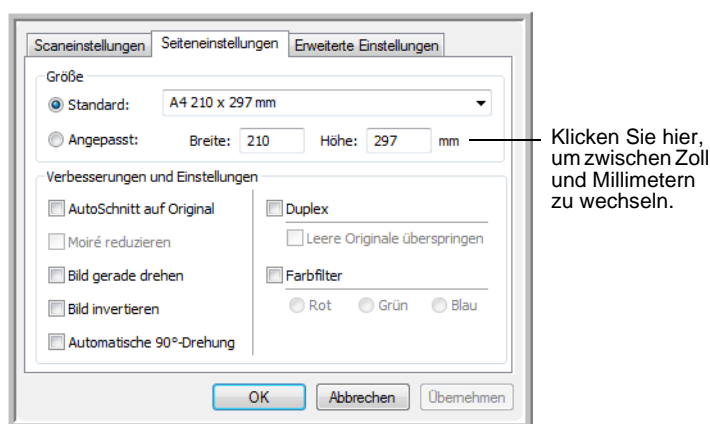 Scaneinstellungen Seiteneinstellungen Erweiterte Einstellungen
Größe
Standard: A4 210 x 297 mm
Angepasst: Breite: 210 Höhe: 297 mm
Klicken Sie hier,
um zwischen Zoll
und Millimetern
zu wechseln.
Verbesserungen und Einstellungen
AutoSchnitt auf Original
Moiré reduzieren
Bild gerade drehen
Bild invertieren
Automatische 90°-Drehung
Duplex
Leere Originale überspringen
Farbfilter
Rot Grün Blau
OK Abbrechen Übernehmen